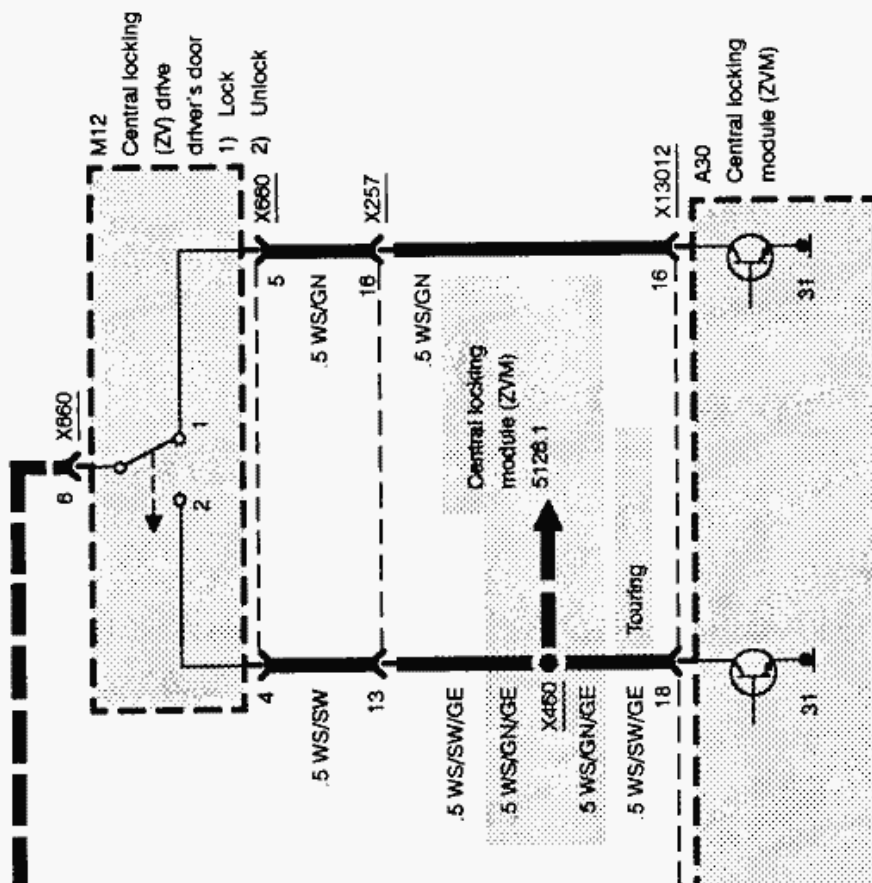 M12
Central locking
(ZV) drive
driver's door
1) Lock
2) Unlock
X660
6
1
2
X660
5
.5 WS/GN
X257
16
.5 WS/GN
X13012
16
A30
Central locking
module (ZVM)
31
4
.5 WS/SW
13
.5 WS/SW/GE
.5 WS/GN/GE
X460
.5 WS/GN/GE
.5 WS/SW/GE
18
Central locking
module (ZVM)
5126.1
Touring
31